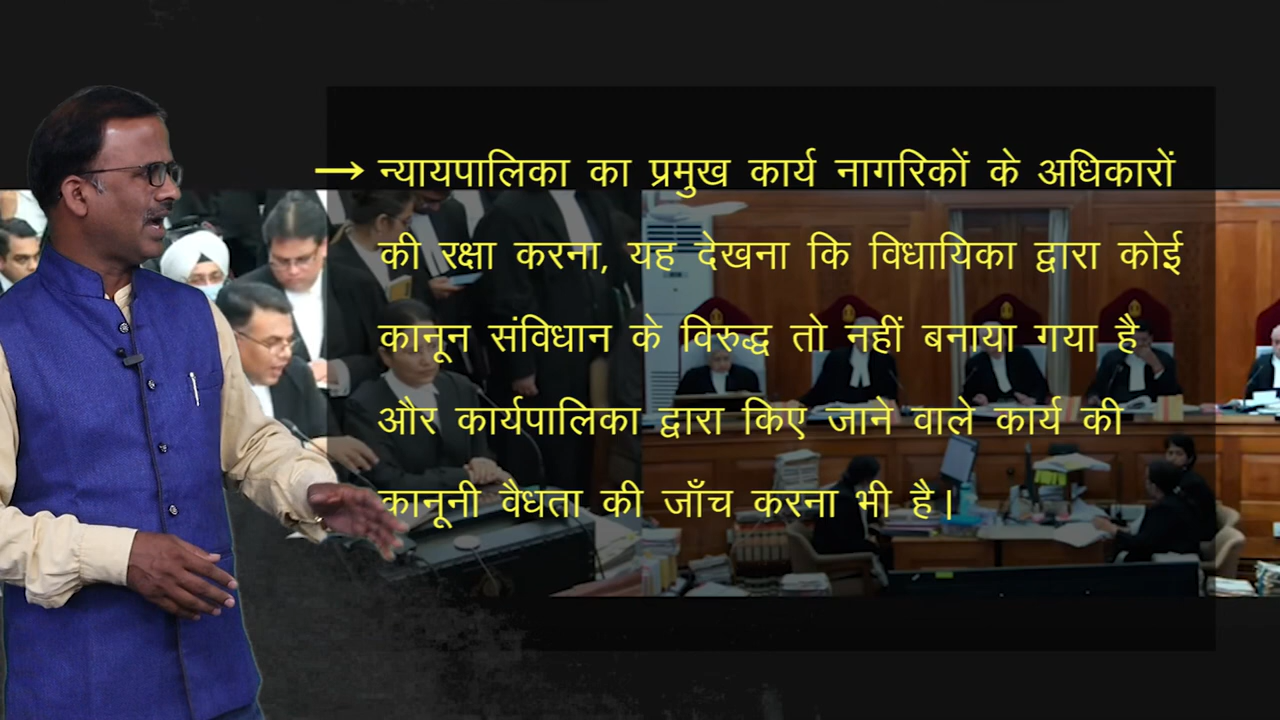 → न्यायपालिका का प्रमुख कार्य नागरिकों के अधिकारों
की रक्षा करना, यह देखना कि विधायिका द्वारा कोई
कानून संविधान के विरुद्ध तो नहीं बनाया गया है
और कार्यपालिका द्वारा किए जाने वाले कार्य की
कानूनी वैधता की जाँच करना भी है।